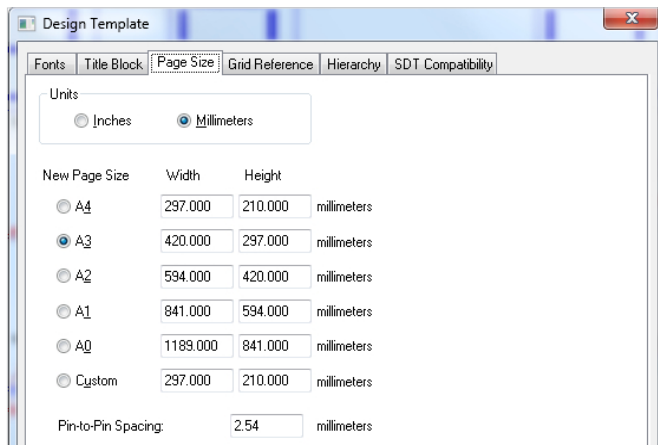 Design Template
Fonts Title Block Page Size Grid Reference Hierarchy SDT Compatibility
Units
Inches Millimeters
New Page Size Width Height
A4 297.000 210.000 millimeters
A3 420.000 297.000 millimeters
A2 594.000 420.000 millimeters
A1 841.000 594.000 millimeters
A0 1189.000 841.000 millimeters
Custom 297.000 210.000 millimeters
Pin-to-Pin Spacing: 2.54 millimeters